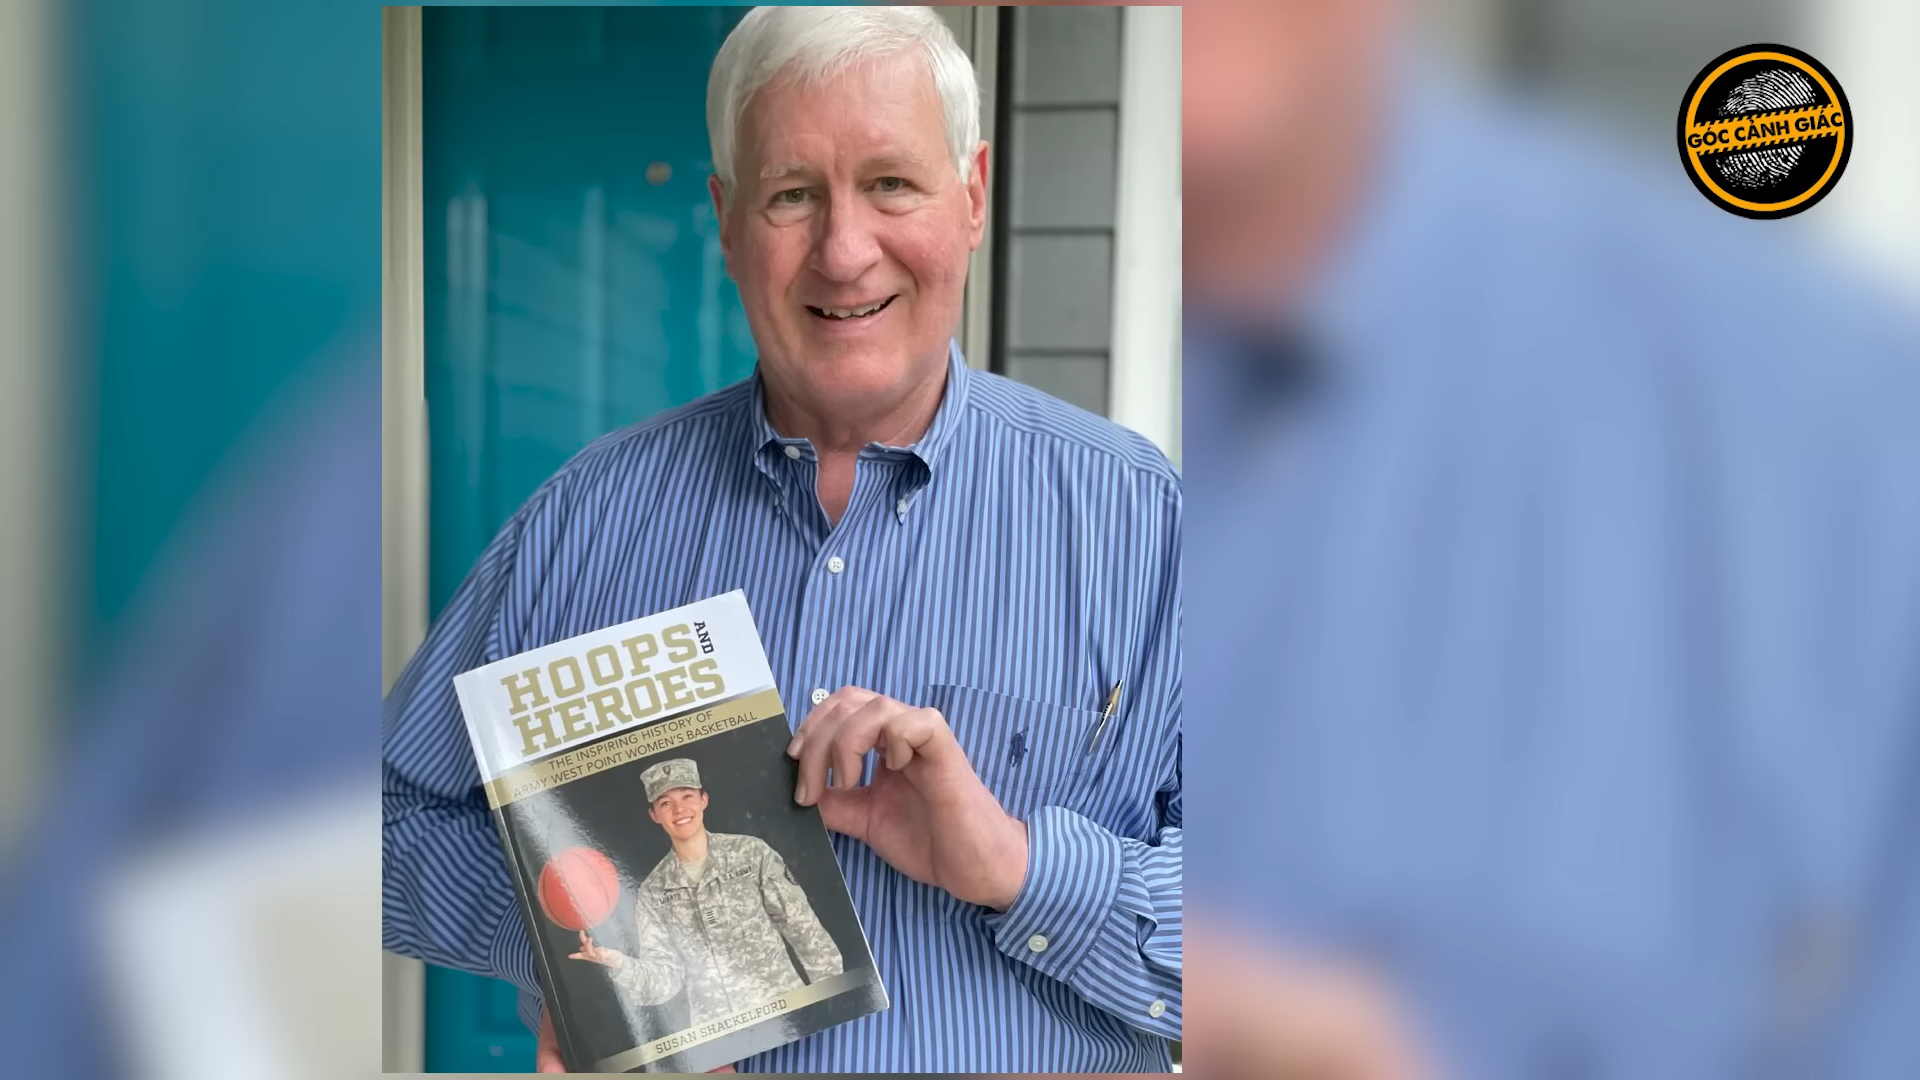 GÓC CẢNH GIÁC
HOOPS AND
HEROES
THE INSPIRING HISTORY OF
ARMY WEST POINT WOMEN'S BASKETBALL
U.S. ARMY
SUSAN SHACKELFORD